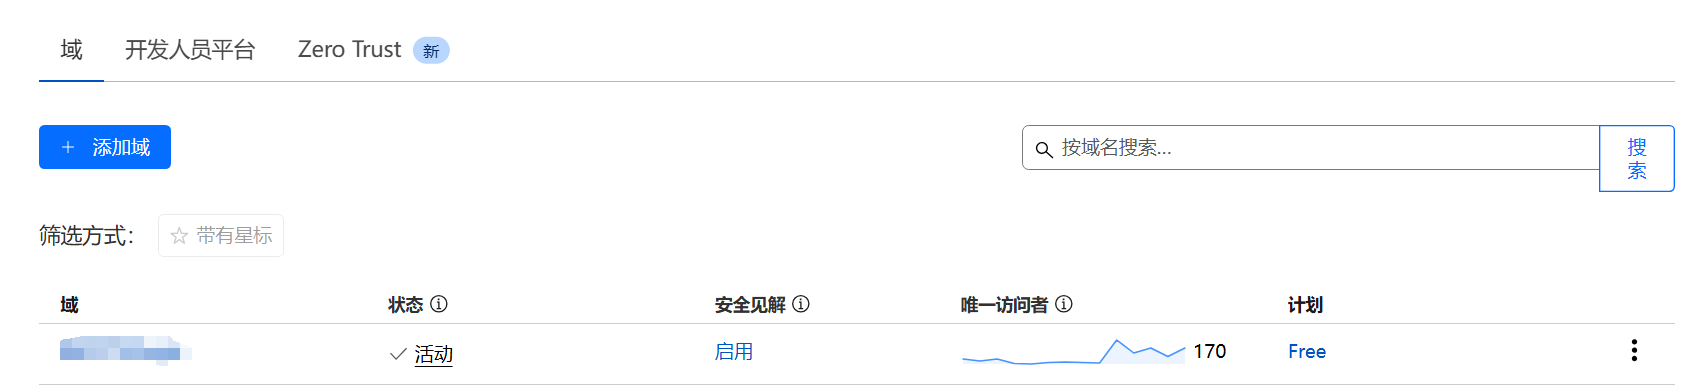 域 开发人员平台 Zero Trust 新
+ 添加域
按域名搜索... 搜索
筛选方式： ☆ 带有星标
域 状态 安全见解 唯一访问者 计划
活动 启用 170 Free